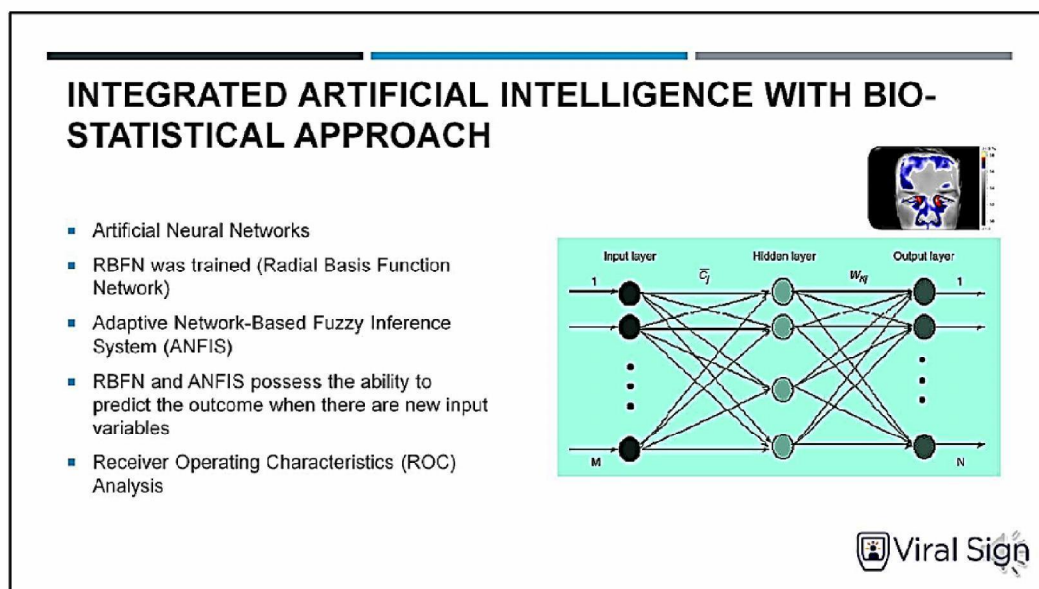 INTEGRATED ARTIFICIAL INTELLIGENCE WITH BIO-
STATISTICAL APPROACH
▪ Artificial Neural Networks
▪ RBFN was trained (Radial Basis Function
Network)
▪ Adaptive Network-Based Fuzzy Inference
System (ANFIS)
▪ RBFN and ANFIS possess the ability to
predict the outcome when there are new input
variables
▪ Receiver Operating Characteristics (ROC)
Analysis
Input layer Hidden layer Output layer
1 C̅j WKj 1
M N
Viral Sign